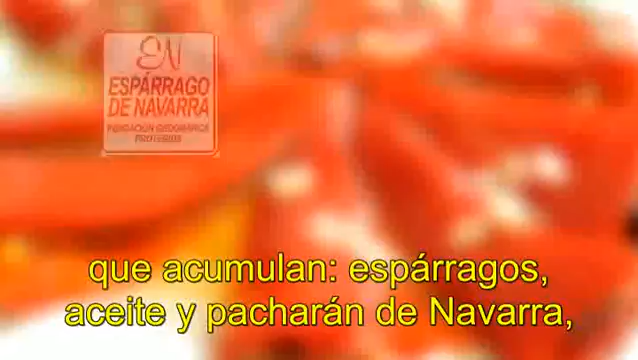 EN
ESPÁRRAGO
DE NAVARRA
que acumulan: espárragos,
aceite y pacharán de Navarra,